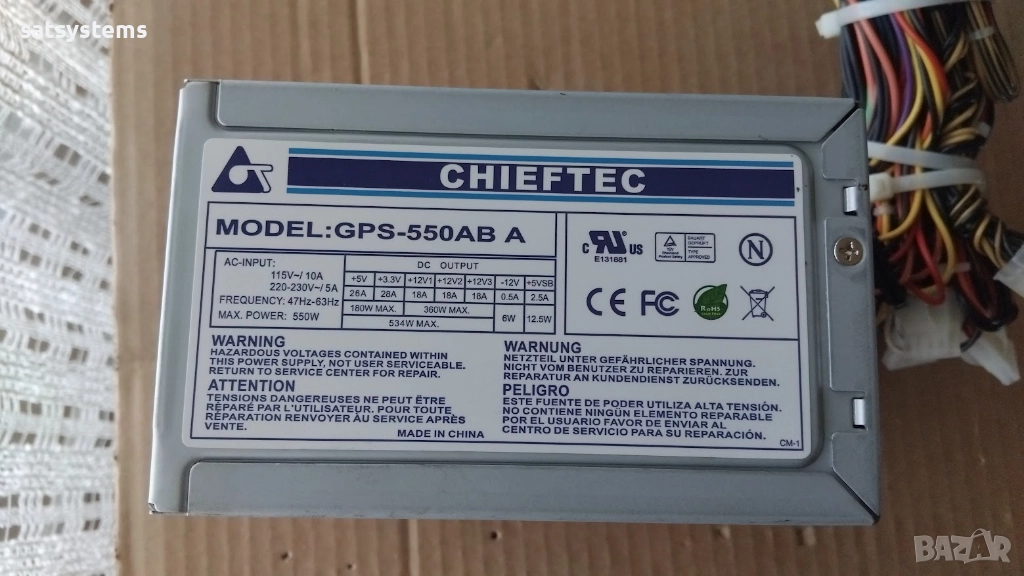 satsystems
CHIEFTEC
MODEL:GPS-550AB A
AC-INPUT:
115V~/ 10A
220-230V~/ 5A
FREQUENCY: 47Hz-63Hz
MAX. POWER: 550W
DC OUTPUT
+5V +3.3V +12V1 +12V2 +12V3 -12V +5VSB
26A 28A 18A 18A 18A 0.5A 2.5A
180W MAX. 360W MAX. 6W 12.5W
534W MAX.
c RU US
E131881
N
CE FC
RoHS
WARNING
HAZARDOUS VOLTAGES CONTAINED WITHIN
THIS POWER SUPPLY, NOT USER SERVICEABLE.
RETURN TO SERVICE CENTER FOR REPAIR.
ATTENTION
TENSIONS DANGEREUSES NE PEUT ÊTRE
RÉPARÉ PAR L'UTILISATEUR. POUR TOUTE
RÉPARATION RENVOYER AU SERVICE APRÈS
VENTE.
MADE IN CHINA
WARNUNG
NETZTEIL UNTER GEFÄHRLICHER SPANNUNG.
NICHT VOM BENUTZER ZU REPARIEREN. ZUR
REPARATUR AN KUNDENDIENST ZURÜCKSENDEN.
PELIGRO
ESTE FUENTE DE PODER UTILIZA ALTA TENSIÓN.
NO CONTIENE NINGÚN ELEMENTO REPARABLE
POR EL USUARIO FAVOR DE ENVIAR AL
CENTRO DE SERVICIO PARA SU REPARACIÓN.
CM-1
BAZAR